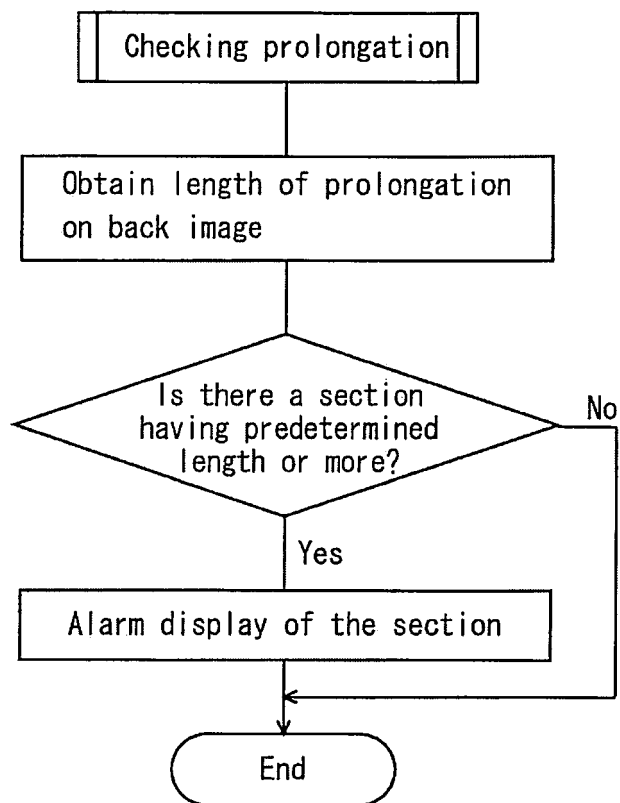 Checking prolongation
Obtain length of prolongation
on back image
Is there a section
having predetermined
length or more?
No
Yes
Alarm display of the section
End